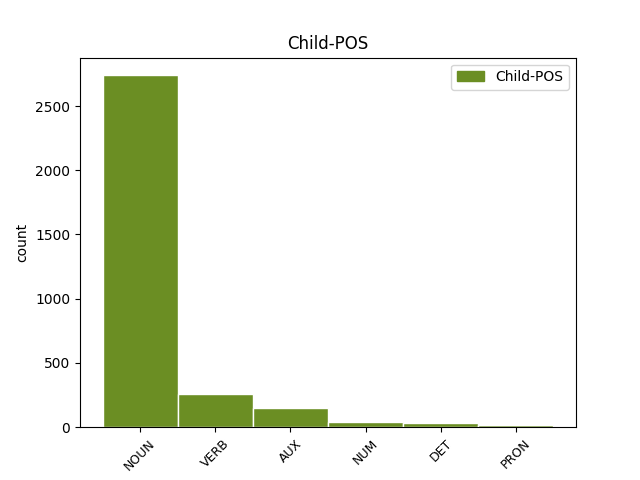 Child-POS
Child-POS
2500
2000
1500
1000
500
0
count
NOUN
VERB
AUX
NUM
DET
PRON